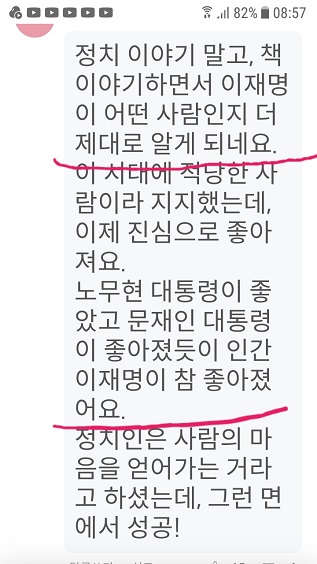 82% 08:57
정치 이야기 말고, 책
이야기하면서 이재명
이 어떤 사람인지 더
제대로 알게 되네요.
이 시대에 적당한 사
람이라 지지했는데,
이제 진심으로 좋아
져요.
노무현 대통령이 좋
았고 문재인 대통령
이 좋아졌듯이 인간
이재명이 참 좋아졌
어요.
정치인은 사람의 마
음을 얻어가는 거라
고 하셨는데, 그런 면
에서 성공!